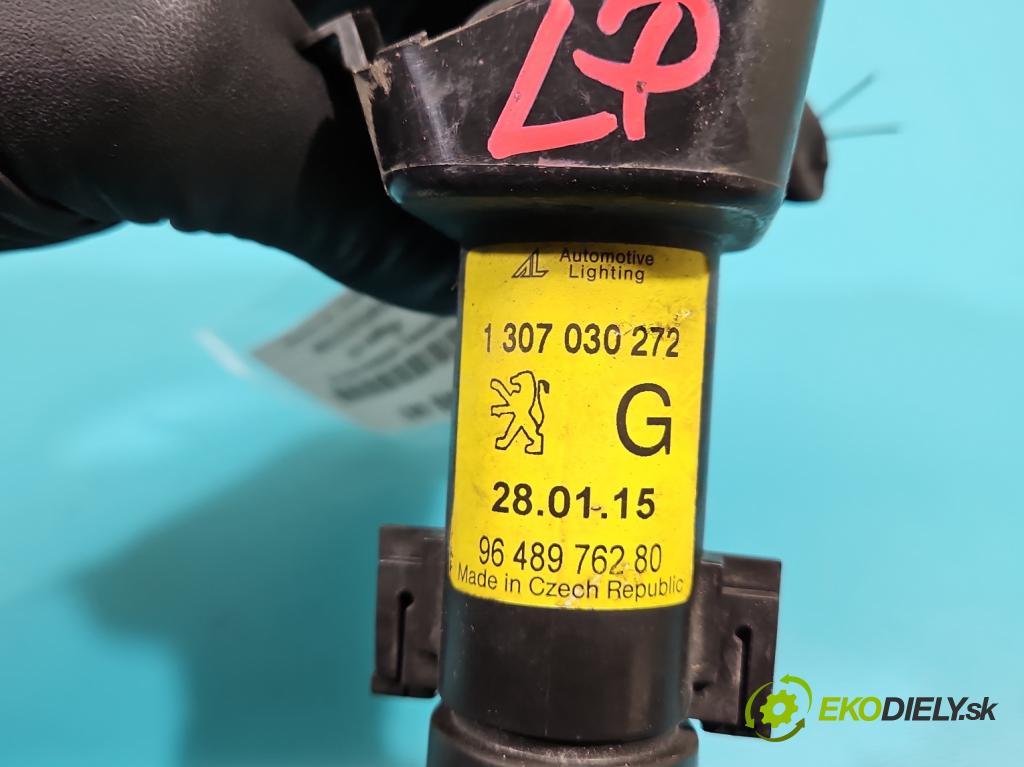 LP
AL Automotive
Lighting
1 307 030 272
G
28.01.15
96 489 762 80
Made in Czech Republic
EKODIELY.sk